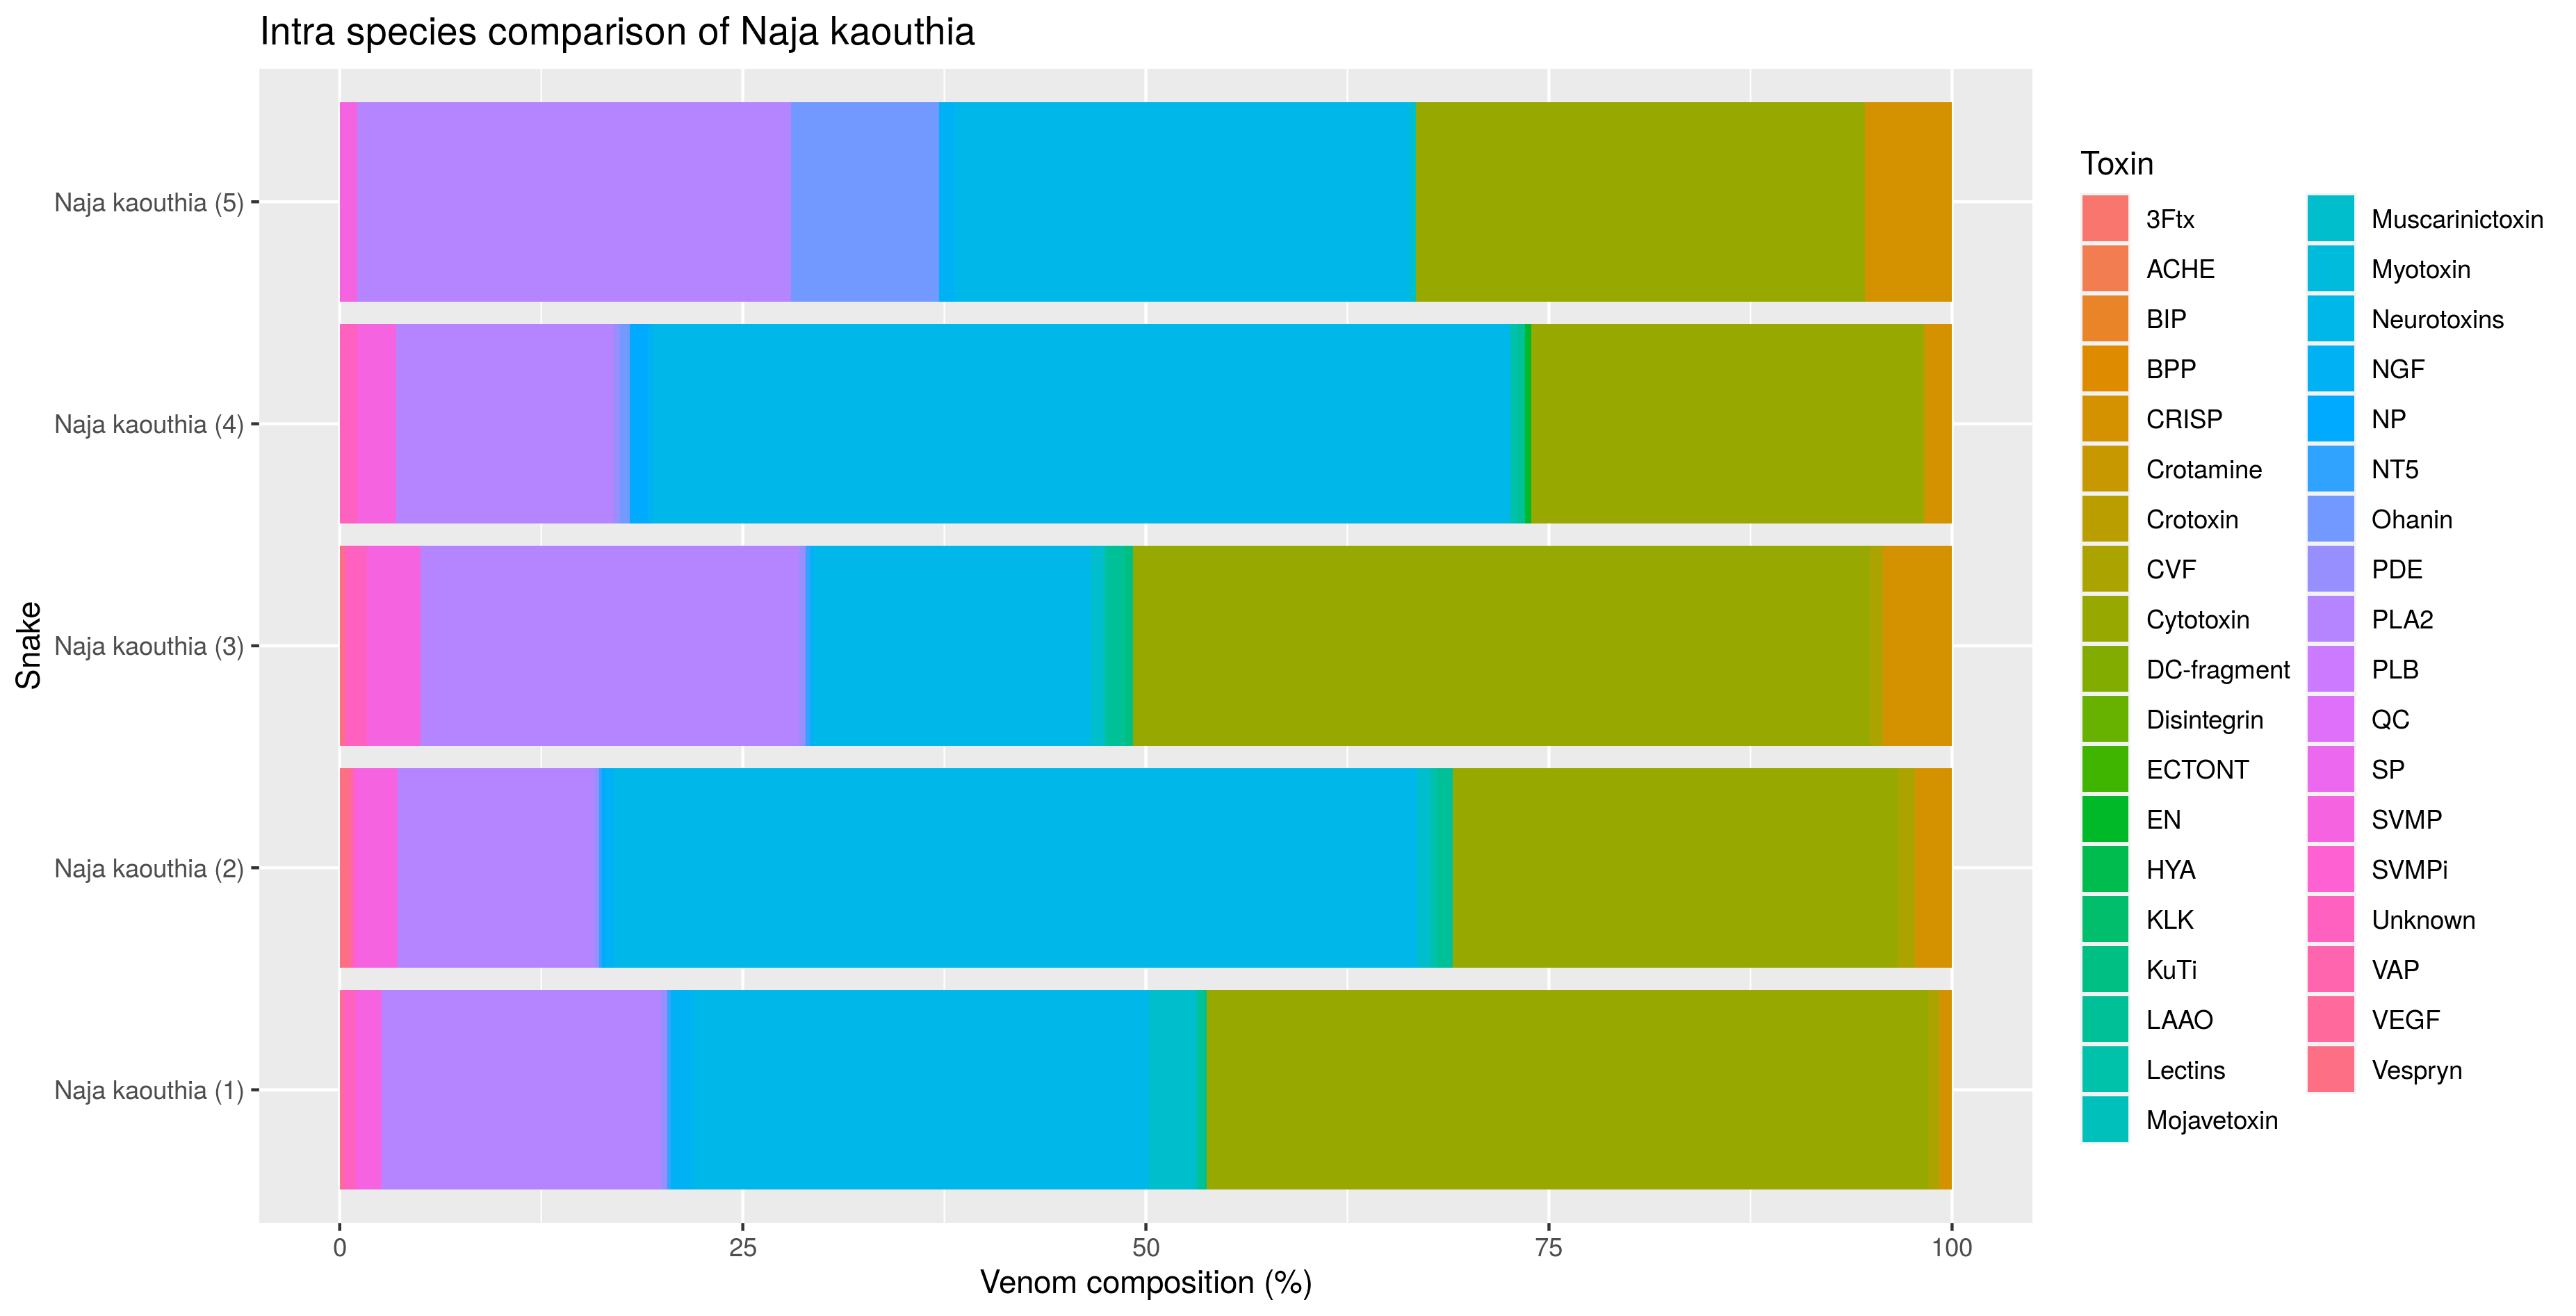 Intra species comparison of Naja kaouthia
Naja kaouthia (5)
Naja kaouthia (4)
Naja kaouthia (3)
Naja kaouthia (2)
Naja kaouthia (1)
Snake
0 25 50 75 100
Venom composition (%)
Toxin
3Ftx
ACHE
BIP
BPP
CRISP
Crotamine
Crotoxin
CVF
Cytotoxin
DC-fragment
Disintegrin
ECTONT
EN
HYA
KLK
KuTi
LAAO
Lectins
Mojavetoxin
Muscarinictoxin
Myotoxin
Neurotoxins
NGF
NP
NT5
Ohanin
PDE
PLA2
PLB
QC
SP
SVMP
SVMPi
Unknown
VAP
VEGF
Vespryn